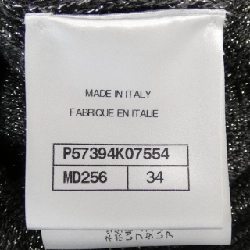 MADE IN ITALY
FABRIQUE EN ITALIE
P57394K07554
MD256 34